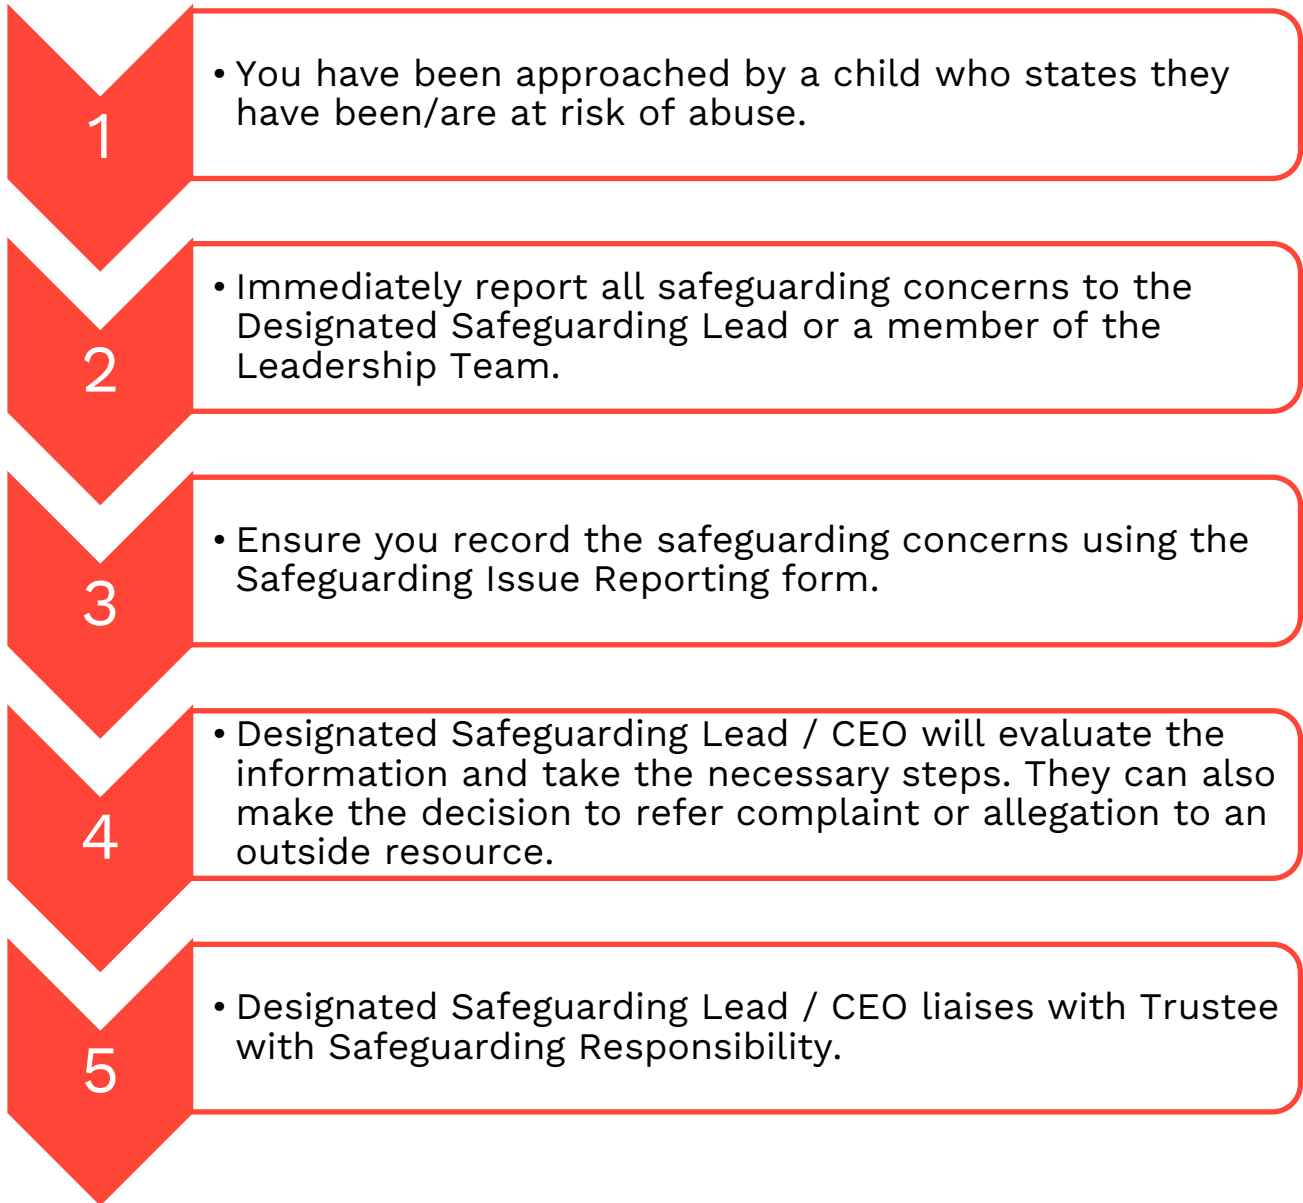 1
• You have been approached by a child who states they
have been/are at risk of abuse.
2
• Immediately report all safeguarding concerns to the
Designated Safeguarding Lead or a member of the
Leadership Team.
3
• Ensure you record the safeguarding concerns using the
Safeguarding Issue Reporting form.
4
• Designated Safeguarding Lead / CEO will evaluate the
information and take the necessary steps. They can also
make the decision to refer complaint or allegation to an
outside resource.
5
• Designated Safeguarding Lead / CEO liaises with Trustee
with Safeguarding Responsibility.